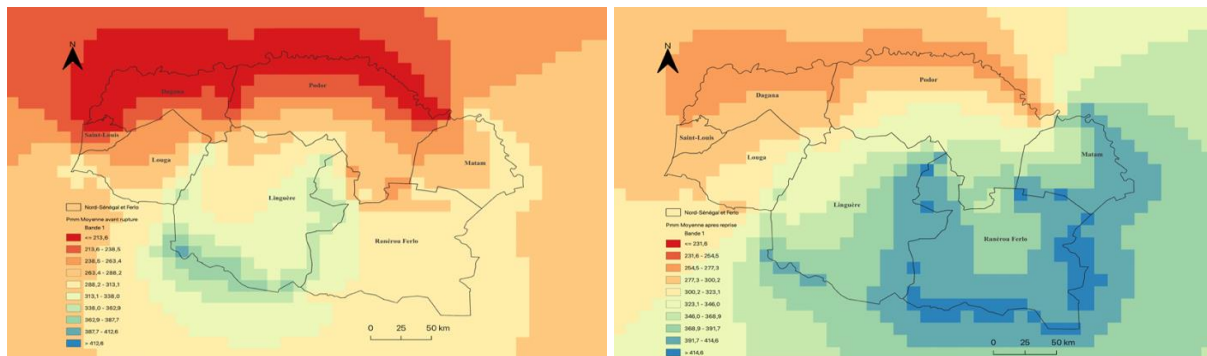 N
Podor
Dagana
Saint-Louis
Louga
Matam
Linguère
Ranérou Ferlo
Nord-Sénégal et Ferlo
Pmm Moyenne avant rupture
Bande 1
<= 213,6
213,6 - 238,5
238,5 - 263,4
263,4 - 288,2
288,2 - 313,1
313,1 - 338,0
338,0 - 362,9
362,9 - 387,7
387,7 - 412,6
> 412,6
0 25 50 km
N
Podor
Dagana
Saint-Louis
Louga
Matam
Linguère
Ranérou Ferlo
Nord-Sénégal et Ferlo
Pmm Moyenne apres reprise
Bande 1
<= 231,6
231,6 - 254,5
254,5 - 277,3
277,3 - 300,2
300,2 - 323,1
323,1 - 346,0
346,0 - 368,9
368,9 - 391,7
391,7 - 414,6
> 414,6
0 25 50 km